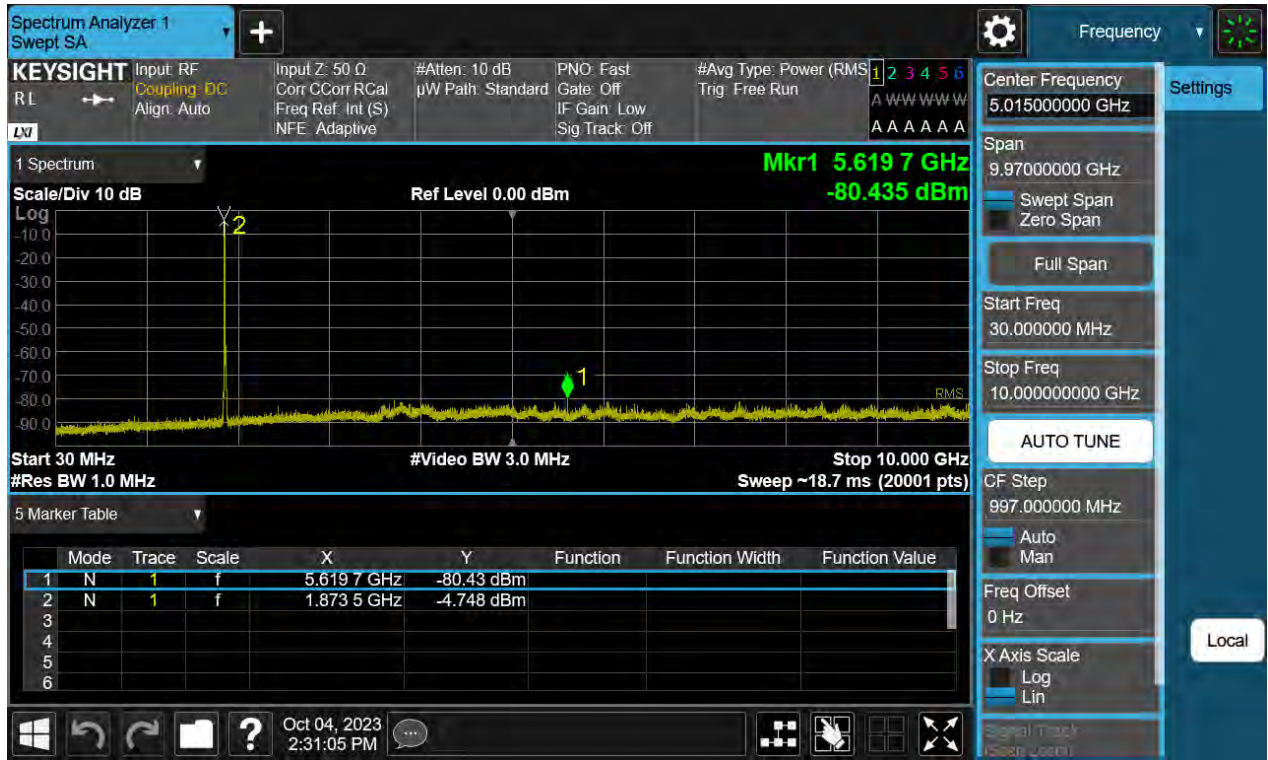 Spectrum Analyzer 1
Swept SA
+
Frequency
KEYSIGHT
RL
LXI
Input: RF
Coupling: DC
Align: Auto
Input Z: 50 Ω
Corr CCorr RCal
Freq Ref: Int (S)
NFE: Adaptive
#Atten: 10 dB
µW Path: Standard
PNO: Fast
Gate: Off
IF Gain: Low
Sig Track: Off
#Avg Type: Power (RMS
Trig: Free Run
1 2 3 4 5 6
A W W W W W
A A A A A A
1 Spectrum
Scale/Div 10 dB
Ref Level 0.00 dBm
Mkr1 5.619 7 GHz
-80.435 dBm
Log
-10.0
-20.0
-30.0
-40.0
-50.0
-60.0
-70.0
-80.0
-90.0
2
1
RMS
Start 30 MHz
#Video BW 3.0 MHz
Stop 10.000 GHz
#Res BW 1.0 MHz
Sweep ~18.7 ms (20001 pts)
5 Marker Table
Mode Trace Scale X Y Function Function Width Function Value
1 N 1 f 5.619 7 GHz -80.43 dBm
2 N 1 f 1.873 5 GHz -4.748 dBm
3
4
5
6
?
Oct 04, 2023
2:31:05 PM
Center Frequency
5.015000000 GHz
Settings
Span
9.97000000 GHz
Swept Span
Zero Span
Full Span
Start Freq
30.000000 MHz
Stop Freq
10.000000000 GHz
AUTO TUNE
CF Step
997.000000 MHz
Auto
Man
Freq Offset
0 Hz
Local
X Axis Scale
Log
Lin
Signal Track
(Span Zoom)